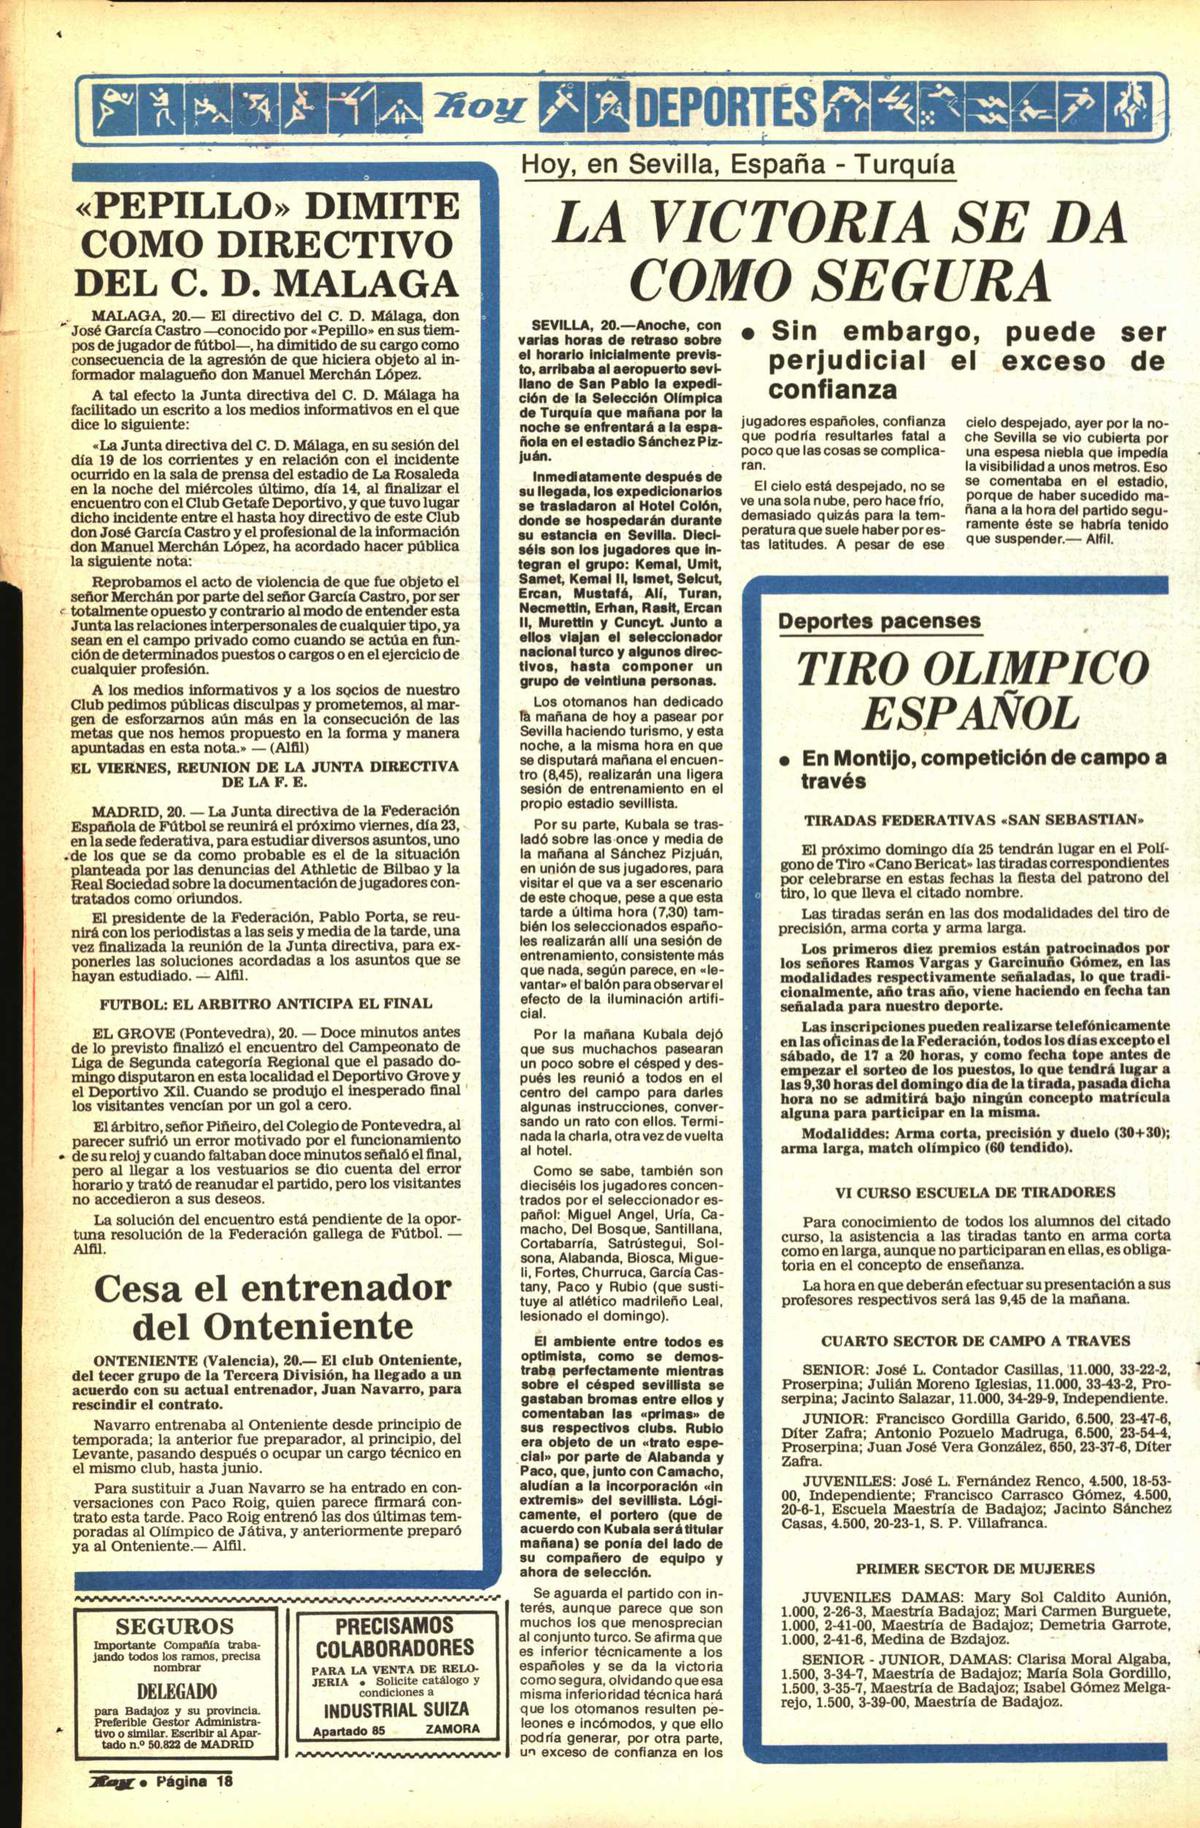 hoy DEPORTES
«PEPILLO» DIMITE
COMO DIRECTIVO
DEL C. D. MALAGA
MALAGA, 20.— El directivo del C. D. Málaga, don
José García Castro —conocido por «Pepillo» en sus tiem-
pos de jugador de fútbol—, ha dimitido de su cargo como
consecuencia de la agresión de que hiciera objeto al in-
formador malagueño don Manuel Merchán López.
A tal efecto la Junta directiva del C. D. Málaga ha
facilitado un escrito a los medios informativos en el que
dice lo siguiente:
«La Junta directiva del C. D. Málaga, en su sesión del
día 19 de los corrientes y en relación con el incidente
ocurrido en la sala de prensa del estadio de La Rosaleda
en la noche del miércoles último, día 14, al finalizar el
encuentro con el Club Getafe Deportivo, y que tuvo lugar
dicho incidente entre el hasta hoy directivo de este Club
don José García Castro y el profesional de la información
don Manuel Merchán López, ha acordado hacer pública
la siguiente nota:
Reprobamos el acto de violencia de que fue objeto el
señor Merchán por parte del señor García Castro, por ser
totalmente opuesto y contrario al modo de entender esta
Junta las relaciones interpersonales de cualquier tipo, ya
sean en el campo privado como cuando se actúa en fun-
ción de determinados puestos o cargos o en el ejercicio de
cualquier profesión.
A los medios informativos y a los socios de nuestro
Club pedimos públicas disculpas y prometemos, al mar-
gen de esforzarnos aún más en la consecución de las
metas que nos hemos propuesto en la forma y manera
apuntadas en esta nota.» — (Alfil)
EL VIERNES, REUNION DE LA JUNTA DIRECTIVA
DE LA F. E.
MADRID, 20. — La Junta directiva de la Federación
Española de Fútbol se reunirá el próximo viernes, día 23,
en la sede federativa, para estudiar diversos asuntos, uno
de los que se da como probable es el de la situación
planteada por las denuncias del Athletic de Bilbao y la
Real Sociedad sobre la documentación de jugadores con-
tratados como oriundos.
El presidente de la Federación, Pablo Porta, se reu-
nirá con los periodistas a las seis y media de la tarde, una
vez finalizada la reunión de la Junta directiva, para ex-
ponerles las soluciones acordadas a los asuntos que se
hayan estudiado. — Alfil.
FUTBOL: EL ARBITRO ANTICIPA EL FINAL
EL GROVE (Pontevedra), 20. — Doce minutos antes
de lo previsto finalizó el encuentro del Campeonato de
Liga de Segunda categoría Regional que el pasado do-
mingo disputaron en esta localidad el Deportivo Grove y
el Deportivo Xil. Cuando se produjo el inesperado final
los visitantes vencían por un gol a cero.
El árbitro, señor Piñeiro, del Colegio de Pontevedra, al
parecer sufrió un error motivado por el funcionamiento
de su reloj y cuando faltaban doce minutos señaló el final,
pero al llegar a los vestuarios se dio cuenta del error
horario y trató de reanudar el partido, pero los visitantes
no accedieron a sus deseos.
La solución del encuentro está pendiente de la opor-
tuna resolución de la Federación gallega de Fútbol. —
Alfil.
Cesa el entrenador
del Onteniente
ONTENIENTE (Valencia), 20.— El club Onteniente,
del tecer grupo de la Tercera División, ha llegado a un
acuerdo con su actual entrenador, Juan Navarro, para
rescindir el contrato.
Navarro entrenaba al Onteniente desde principio de
temporada; la anterior fue preparador, al principio, del
Levante, pasando después o ocupar un cargo técnico en
el mismo club, hasta junio.
Para sustituir a Juan Navarro se ha entrado en con-
versaciones con Paco Roig, quien parece firmará con-
trato esta tarde. Paco Roig entrenó las dos últimas tem-
poradas al Olímpico de Játiva, y anteriormente preparó
ya al Onteniente.— Alfil.
SEGUROS
Importante Compañía traba-
jando todos los ramos, precisa
nombrar
DELEGADO
para Badajoz y su provincia.
Preferible Gestor Administra-
tivo o similar. Escribir al Apar-
tado n.º 50.822 de MADRID
PRECISAMOS
COLABORADORES
PARA LA VENTA DE RELO-
JERIA • Solicite catálogo y
condiciones a
INDUSTRIAL SUIZA
Apartado 85 ZAMORA
Hoy, en Sevilla, España - Turquía
LA VICTORIA SE DA
COMO SEGURA
• Sin embargo, puede ser
perjudicial el exceso de
confianza
SEVILLA, 20.—Anoche, con
varias horas de retraso sobre
el horario inicialmente previs-
to, arribaba al aeropuerto sevi-
llano de San Pablo la expedi-
ción de la Selección Olímpica
de Turquía que mañana por la
noche se enfrentará a la espa-
ñola en el estadio Sánchez Piz-
juán.
Inmediatamente después de
su llegada, los expedicionarios
se trasladaron al Hotel Colón,
donde se hospedarán durante
su estancia en Sevilla. Dieci-
séis son los jugadores que in-
tegran el grupo: Kemal, Umit,
Samet, Kemal II, Ismet, Selcut,
Ercan, Mustafá, Alí, Turan,
Necmettin, Erhan, Rasit, Ercan
II, Murettin y Cuncyt. Junto a
ellos viajan el seleccionador
nacional turco y algunos direc-
tivos, hasta componer un
grupo de veintiuna personas.
Los otomanos han dedicado
la mañana de hoy a pasear por
Sevilla haciendo turismo, y esta
noche, a la misma hora en que
se disputará mañana el encuen-
tro (8,45), realizarán una ligera
sesión de entrenamiento en el
propio estadio sevillista.
Por su parte, Kubala se tras-
ladó sobre las once y media de
la mañana al Sánchez Pizjuán,
en unión de sus jugadores, para
visitar el que va a ser escenario
de este choque, pese a que esta
tarde a última hora (7,30) tam-
bién los seleccionados españo-
les realizarán allí una sesión de
entrenamiento, consistente más
que nada, según parece, en «le-
vantar» el balón para observar el
efecto de la iluminación artifi-
cial.
Por la mañana Kubala dejó
que sus muchachos pasearan
un poco sobre el césped y des-
pués les reunió a todos en el
centro del campo para darles
algunas instrucciones, conver-
sando un rato con ellos. Termi-
nada la charla, otra vez de vuelta
al hotel.
Como se sabe, también son
dieciséis los jugadores concen-
trados por el seleccionador es-
pañol: Miguel Angel, Uría, Ca-
macho, Del Bosque, Santillana,
Cortabarría, Satrústegui, Sol-
sona, Alabanda, Biosca, Migue-
li, Fortes, Churruca, García Cas-
tany, Paco y Rubio (que susti-
tuye al atlético madrileño Leal,
lesionado el domingo).
El ambiente entre todos es
optimista, como se demos-
traba perfectamente mientras
sobre el césped sevillista se
gastaban bromas entre ellos y
comentaban las «primas» de
sus respectivos clubs. Rubio
era objeto de un «trato espe-
cial» por parte de Alabanda y
Paco, que, junto con Camacho,
aludían a la incorporación «in
extremis» del sevillista. Lógi-
camente, el portero (que de
acuerdo con Kubala será titular
mañana) se ponía del lado de
su compañero de equipo y
ahora de selección.
Se aguarda el partido con in-
terés, aunque parece que son
muchos los que menosprecian
al conjunto turco. Se afirma que
es inferior técnicamente a los
españoles y se da la victoria
como segura, olvidando que esa
misma inferioridad técnica hará
que los otomanos resulten pe-
leones e incómodos, y que ello
podría generar, por otra parte,
un exceso de confianza en los
jugadores españoles, confianza
que podría resultarles fatal a
poco que las cosas se complica-
ran.
El cielo está despejado, no se
ve una sola nube, pero hace frío,
demasiado quizás para la tem-
peratura que suele haber por es-
tas latitudes. A pesar de ese
cielo despejado, ayer por la no-
che Sevilla se vio cubierta por
una espesa niebla que impedía
la visibilidad a unos metros. Eso
se comentaba en el estadio,
porque de haber sucedido ma-
ñana a la hora del partido segu-
ramente éste se habría tenido
que suspender.— Alfil.
Deportes pacenses
TIRO OLIMPICO
ESPAÑOL
• En Montijo, competición de campo a
través
TIRADAS FEDERATIVAS «SAN SEBASTIAN»
El próximo domingo día 25 tendrán lugar en el Polí-
gono de Tiro «Cano Bericat» las tiradas correspondientes
por celebrarse en estas fechas la fiesta del patrono del
tiro, lo que lleva el citado nombre.
Las tiradas serán en las dos modalidades del tiro de
precisión, arma corta y arma larga.
Los primeros diez premios están patrocinados por
los señores Ramos Vargas y Garcinuño Gómez, en las
modalidades respectivamente señaladas, lo que tradi-
cionalmente, año tras año, viene haciendo en fecha tan
señalada para nuestro deporte.
Las inscripciones pueden realizarse telefónicamente
en las oficinas de la Federación, todos los días excepto el
sábado, de 17 a 20 horas, y como fecha tope antes de
empezar el sorteo de los puestos, lo que tendrá lugar a
las 9,30 horas del domingo día de la tirada, pasada dicha
hora no se admitirá bajo ningún concepto matrícula
alguna para participar en la misma.
Modaliddes: Arma corta, precisión y duelo (30+30);
arma larga, match olímpico (60 tendido).
VI CURSO ESCUELA DE TIRADORES
Para conocimiento de todos los alumnos del citado
curso, la asistencia a las tiradas tanto en arma corta
como en larga, aunque no participaran en ellas, es obliga-
toria en el concepto de enseñanza.
La hora en que deberán efectuar su presentación a sus
profesores respectivos será las 9,45 de la mañana.
CUARTO SECTOR DE CAMPO A TRAVES
SENIOR: José L. Contador Casillas, 11.000, 33-22-2,
Proserpina; Julián Moreno Iglesias, 11.000, 33-43-2, Pro-
serpina; Jacinto Salazar, 11.000, 34-29-9, Independiente.
JUNIOR: Francisco Gordilla Garido, 6.500, 23-47-6,
Díter Zafra; Antonio Pozuelo Madruga, 6.500, 23-54-4,
Proserpina; Juan José Vera González, 650, 23-37-6, Díter
Zafra.
JUVENILES: José L. Fernández Renco, 4.500, 18-53-
00, Independiente; Francisco Carrasco Gómez, 4.500,
20-6-1, Escuela Maestría de Badajoz; Jacinto Sánchez
Casas, 4.500, 20-23-1, S. P. Villafranca.
PRIMER SECTOR DE MUJERES
JUVENILES DAMAS: Mary Sol Caldito Aunión,
1.000, 2-26-3, Maestría Badajoz; Mari Carmen Burguete,
1.000, 2-41-00, Maestría de Badajoz; Demetria Garrote,
1.000, 2-41-6, Medina de Bzdajoz.
SENIOR - JUNIOR, DAMAS: Clarisa Moral Algaba,
1.500, 3-34-7, Maestría de Badajoz; María Sola Gordillo,
1.500, 3-35-7, Maestría de Badajoz; Isabel Gómez Melga-
rejo, 1.500, 3-39-00, Maestría de Badajoz.
Hoy • Página 18